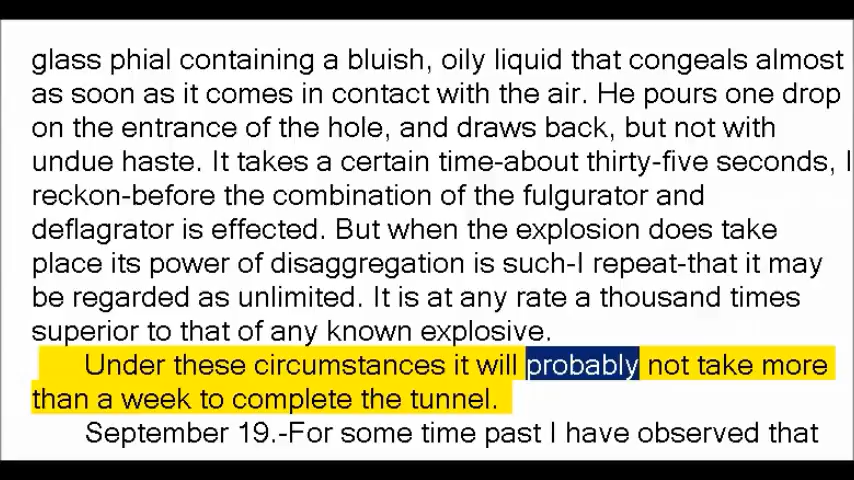 glass phial containing a bluish, oily liquid that congeals almost
as soon as it comes in contact with the air. He pours one drop
on the entrance of the hole, and draws back, but not with
undue haste. It takes a certain time-about thirty-five seconds, I
reckon-before the combination of the fulgurator and
deflagrator is effected. But when the explosion does take
place its power of disaggregation is such-I repeat-that it may
be regarded as unlimited. It is at any rate a thousand times
superior to that of any known explosive.
Under these circumstances it will probably not take more
than a week to complete the tunnel.
September 19.-For some time past I have observed that